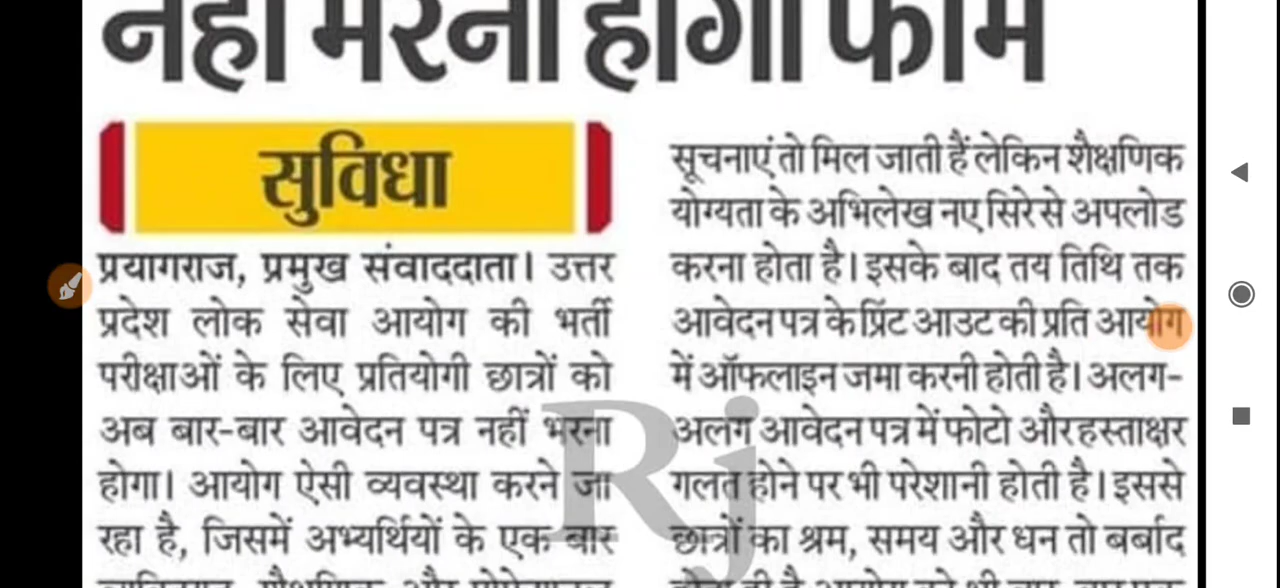 नहीं भरना होगा फॉर्म
सुविधा
प्रयागराज, प्रमुख संवाददाता। उत्तर
प्रदेश लोक सेवा आयोग की भर्ती
परीक्षाओं के लिए प्रतियोगी छात्रों को
अब बार-बार आवेदन पत्र नहीं भरना
होगा। आयोग ऐसी व्यवस्था करने जा
रहा है, जिसमें अभ्यर्थियों के एक बार
सूचनाएं तो मिल जाती हैं लेकिन शैक्षणिक
योग्यता के अभिलेख नए सिरे से अपलोड
करना होता है। इसके बाद तय तिथि तक
आवेदन पत्र के प्रिंट आउट की प्रति आयोग
में ऑफलाइन जमा करनी होती है। अलग-
अलग आवेदन पत्र में फोटो और हस्ताक्षर
गलत होने पर भी परेशानी होती है। इससे
छात्रों का श्रम, समय और धन तो बर्बाद
Rj